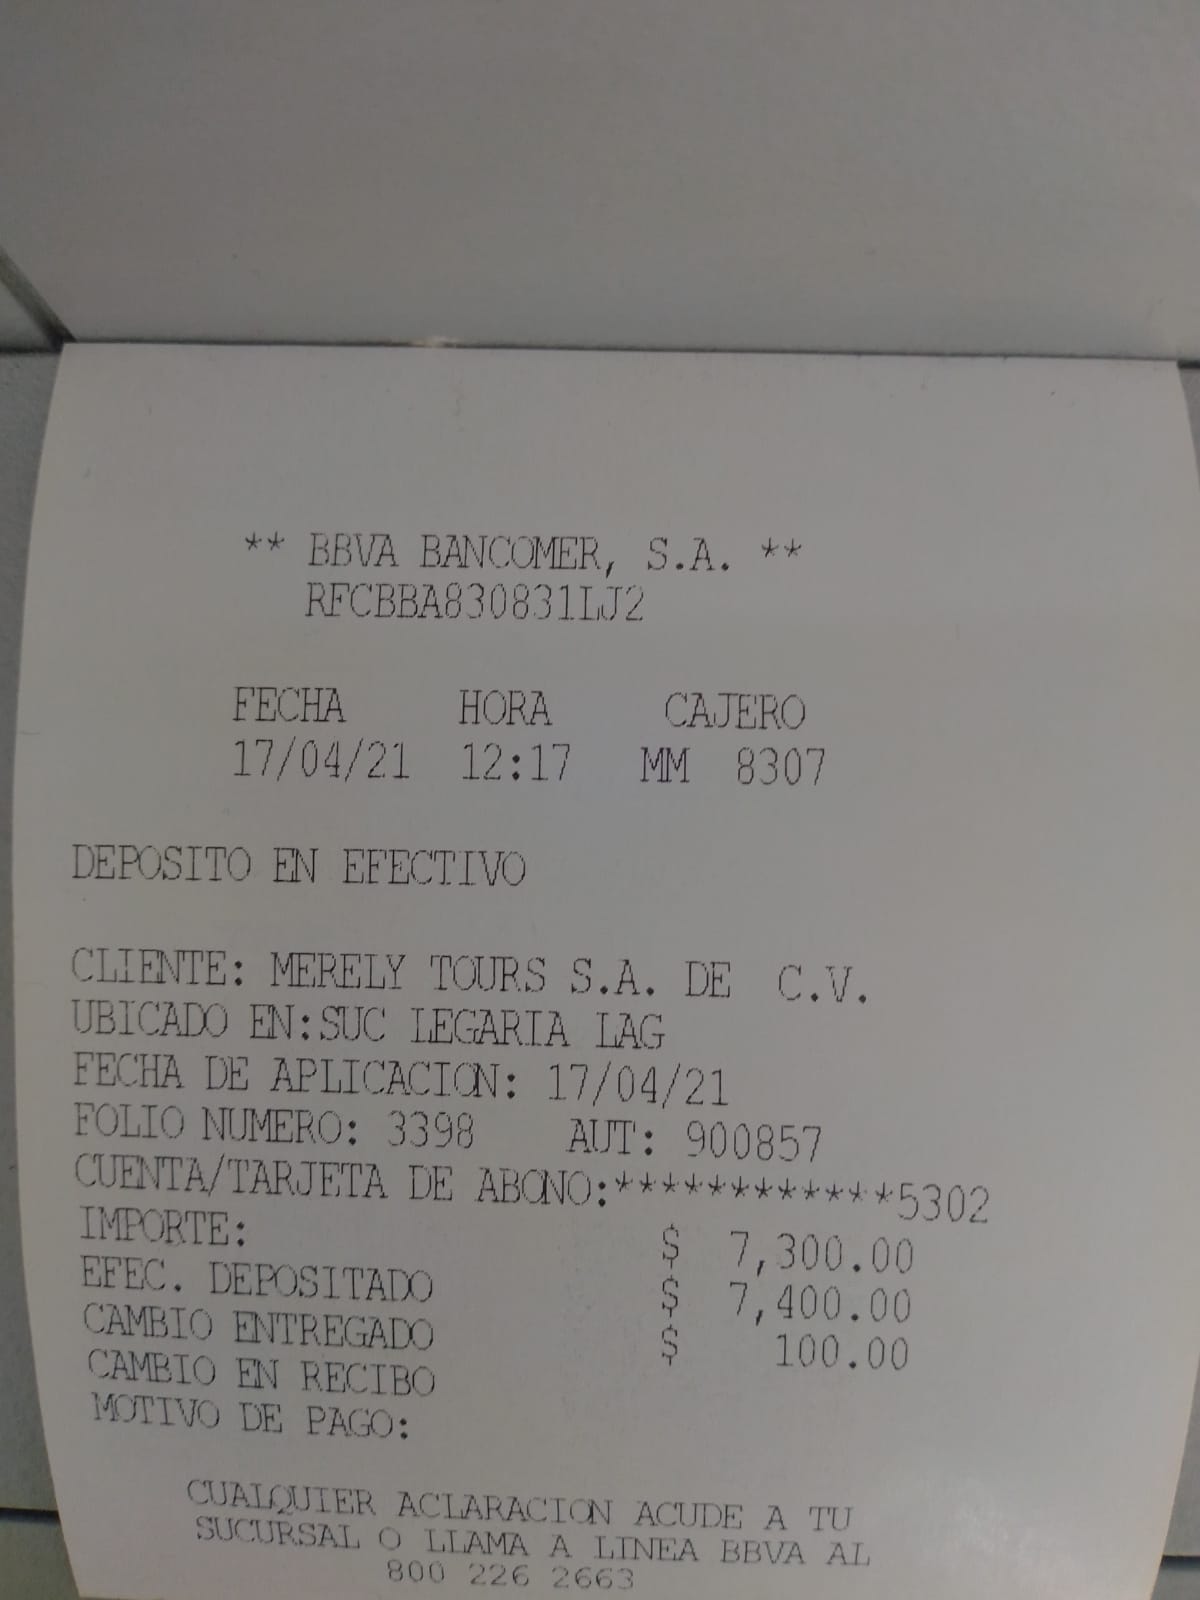 ** BBVA BANCOMER, S.A. **
RFCBBA830831LJ2
FECHA HORA CAJERO
17/04/21 12:17 MM 8307
DEPOSITO EN EFECTIVO
CLIENTE: MERELY TOURS S.A. DE C.V.
UBICADO EN:SUC LEGARIA LAG
FECHA DE APLICACION: 17/04/21
FOLIO NUMERO: 3398 AUT: 900857
CUENTA/TARJETA DE ABONO:************5302
IMPORTE: $ 7,300.00
EFEC. DEPOSITADO $ 7,400.00
CAMBIO ENTREGADO $ 100.00
CAMBIO EN RECIBO
MOTIVO DE PAGO:
CUALQUIER ACLARACION ACUDE A TU
SUCURSAL O LLAMA A LINEA BBVA AL
800 226 2663